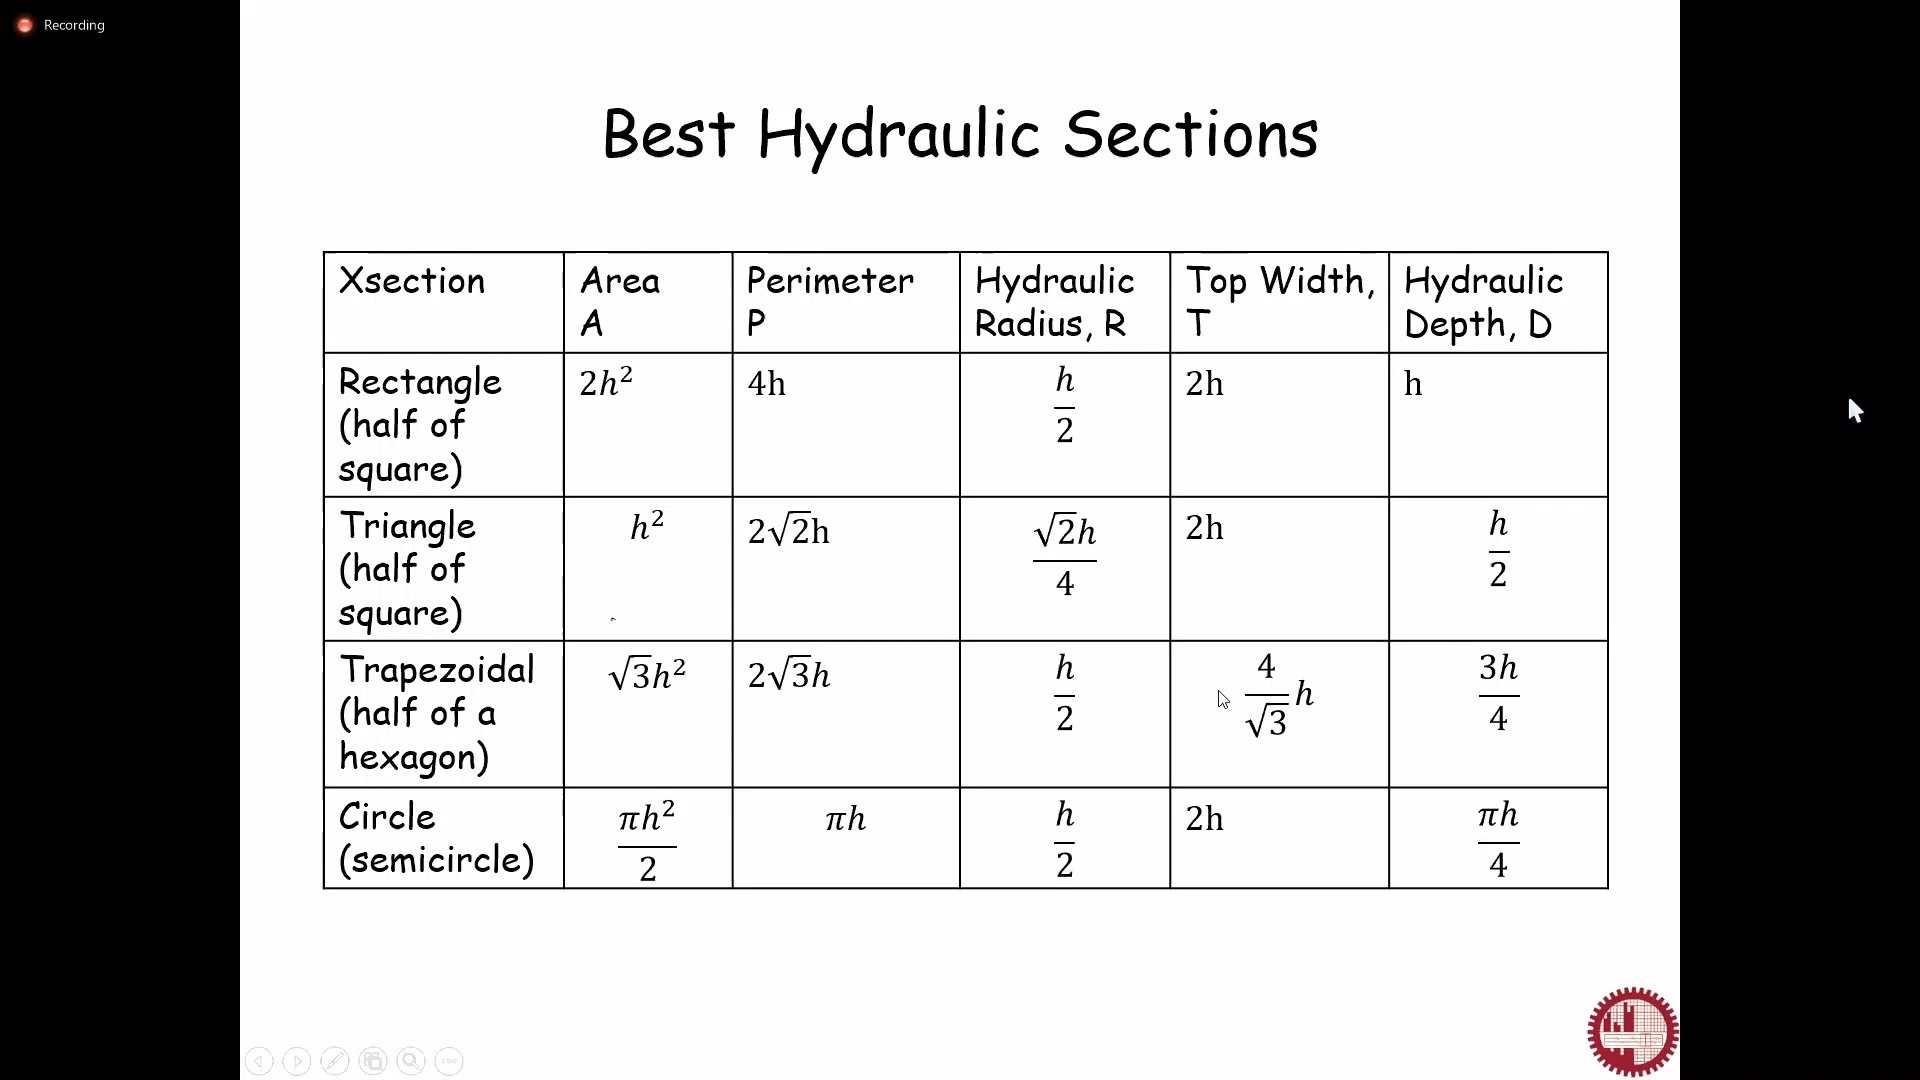 Recording
Best Hydraulic Sections
Xsection
Area
A
Perimeter
P
Hydraulic
Radius, R
Top Width,
T
Hydraulic
Depth, D
Rectangle
(half of
square)
2h²
4h
h/2
2h
h
Triangle
(half of
square)
h²
2√2h
√2h/4
2h
h/2
Trapezoidal
(half of a
hexagon)
√3h²
2√3h
h/2
4/√3 h
3h/4
Circle
(semicircle)
πh²/2
πh
h/2
2h
πh/4